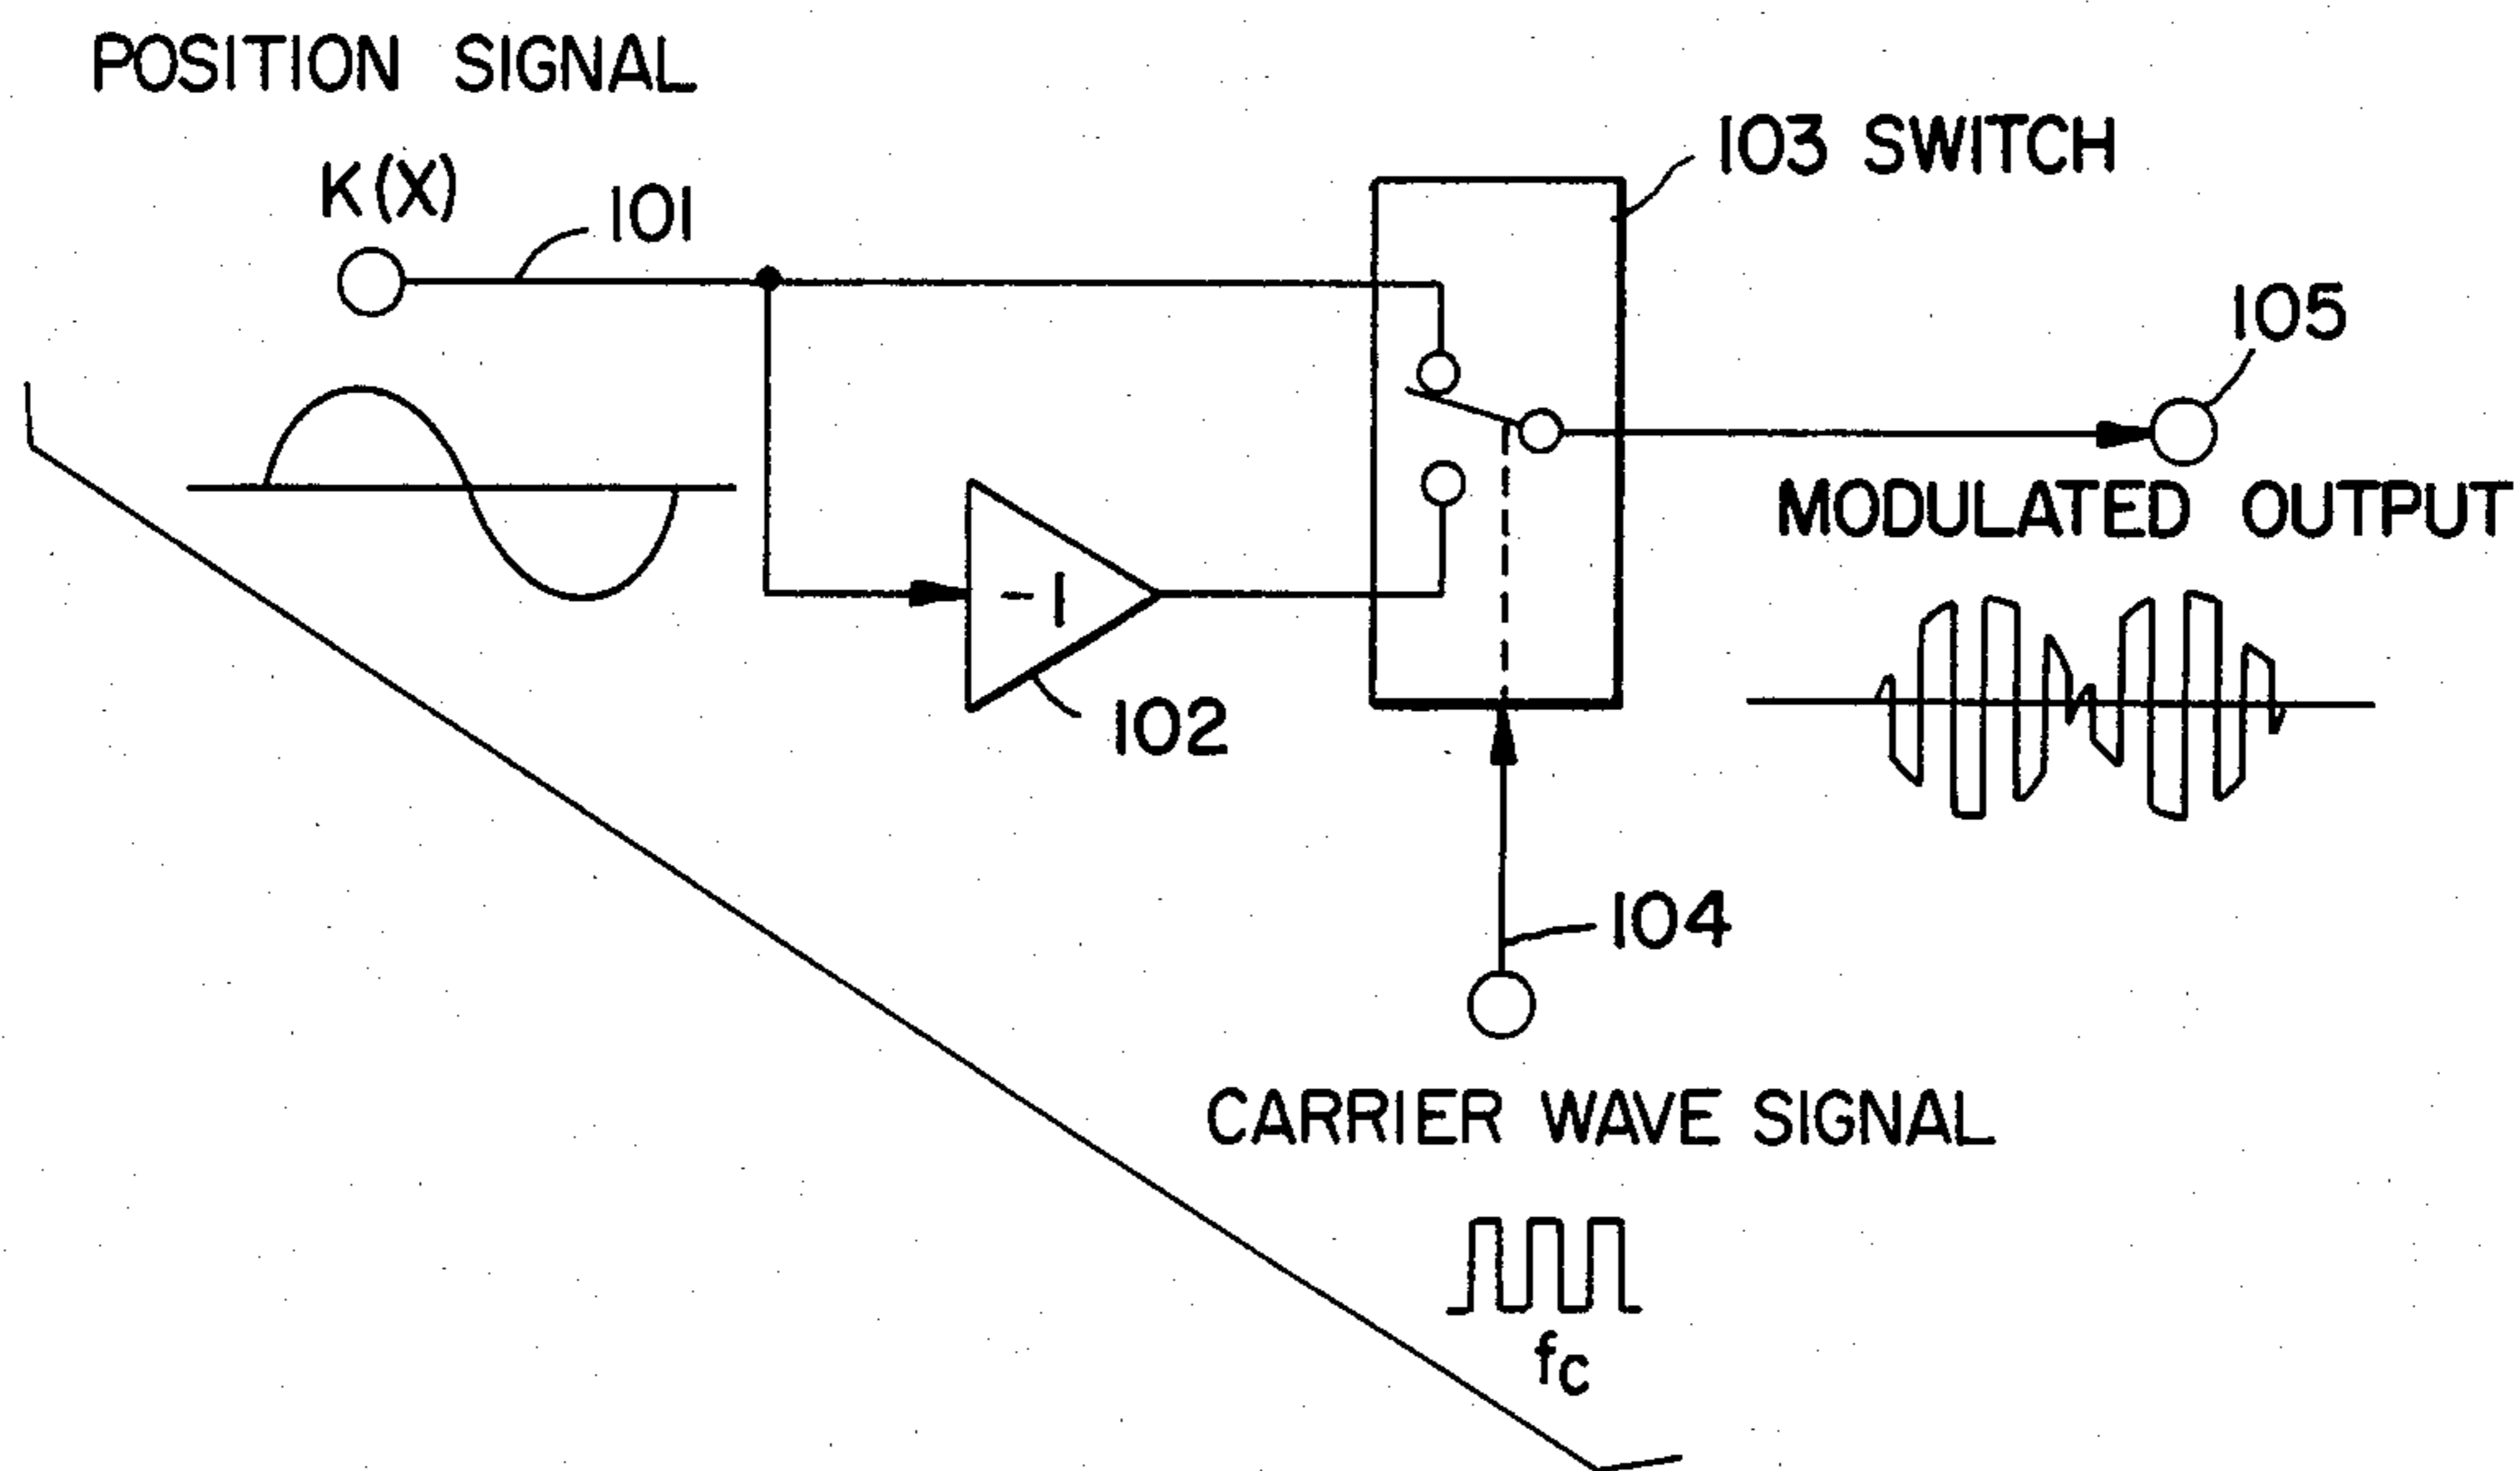 POSITION SIGNAL
K(X)
101
103 SWITCH
105
MODULATED OUTPUT
-1
102
104
CARRIER WAVE SIGNAL
fc